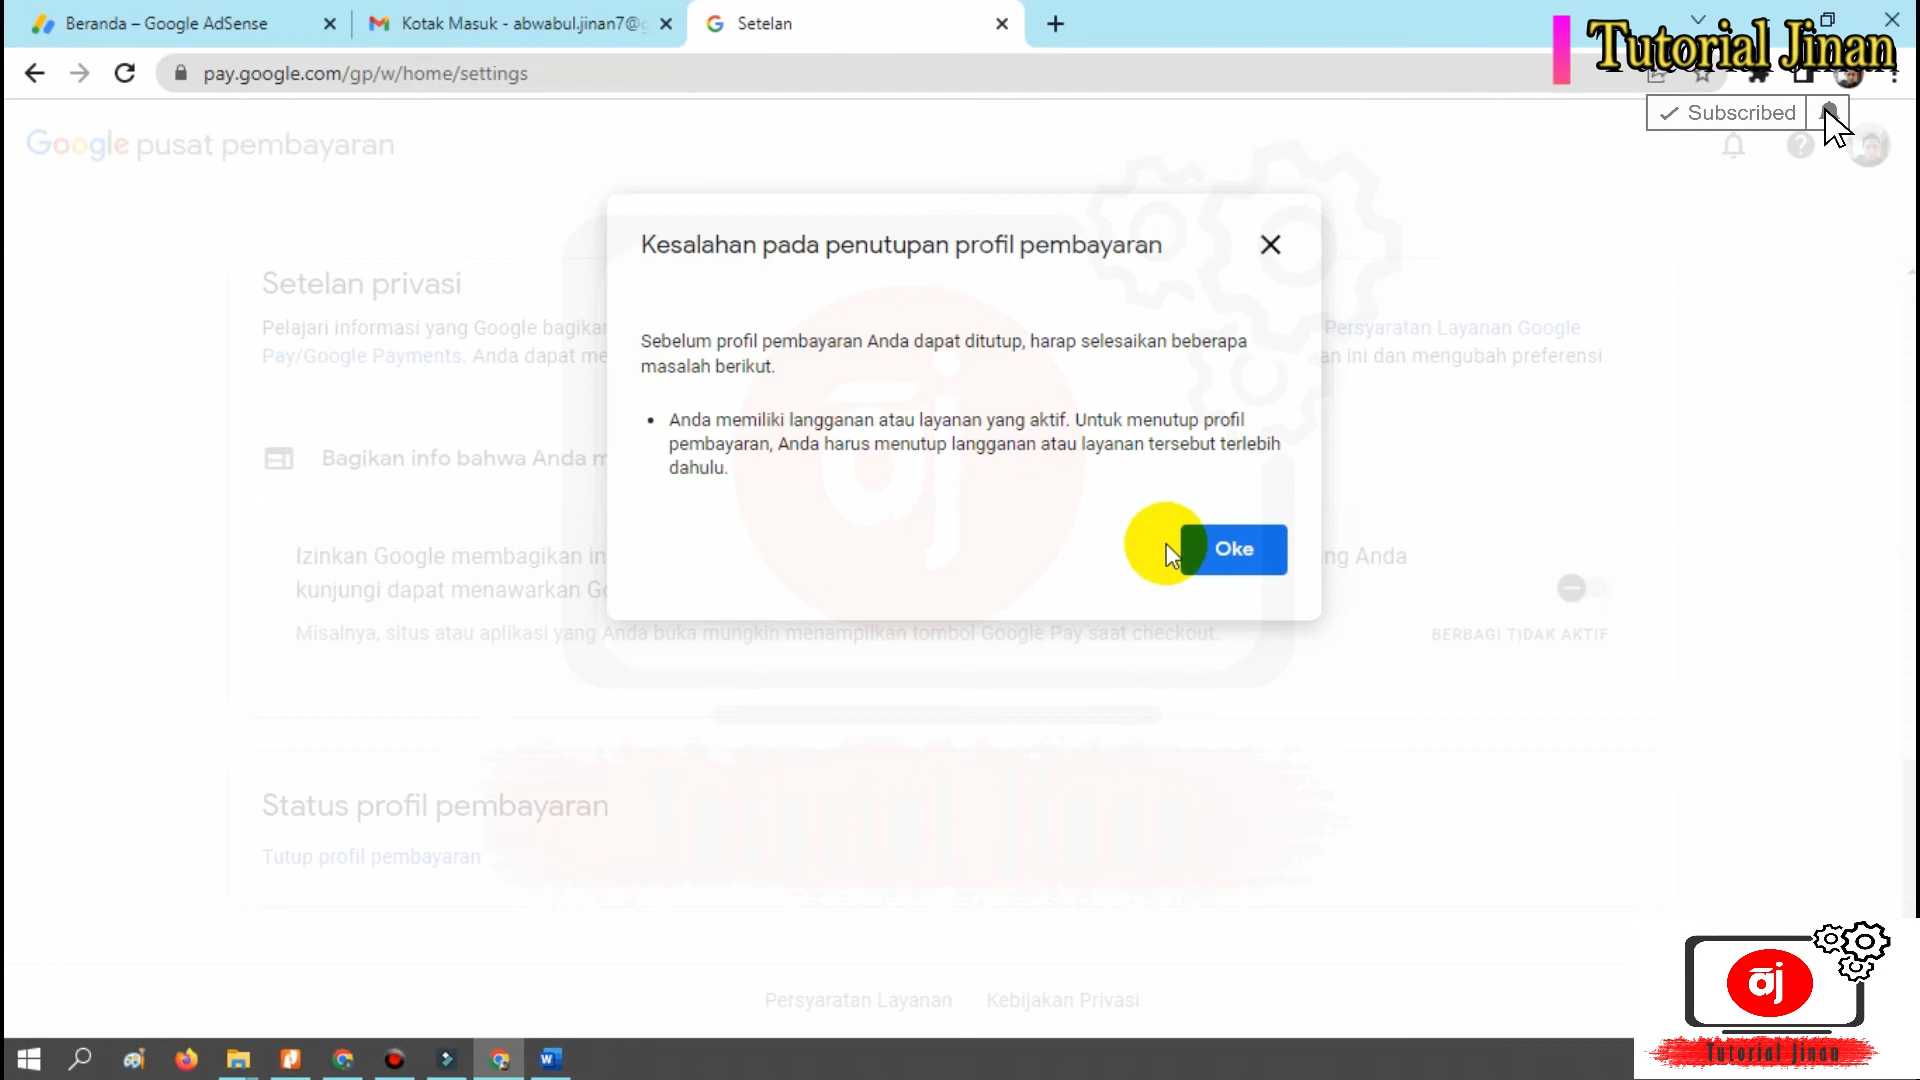 Beranda – Google AdSense
Kotak Masuk - abwabul.jinan7@g
Setelan
Tutorial Jinan
pay.google.com/gp/w/home/settings
Subscribed
Google pusat pembayaran
Kesalahan pada penutupan profil pembayaran
Setelan privasi
Pelajari informasi yang Google bagikan
Persyaratan Layanan Google
Pay/Google Payments. Anda dapat me
an ini dan mengubah preferensi.
Sebelum profil pembayaran Anda dapat ditutup, harap selesaikan beberapa
masalah berikut.
• Anda memiliki langganan atau layanan yang aktif. Untuk menutup profil
pembayaran, Anda harus menutup langganan atau layanan tersebut terlebih
dahulu.
Bagikan info bahwa Anda m
Oke
Izinkan Google membagikan in
ng Anda
kunjungi dapat menawarkan Go
Misalnya, situs atau aplikasi yang Anda buka mungkin menampilkan tombol Google Pay saat checkout.
BERBAGI TIDAK AKTIF
Status profil pembayaran
Tutup profil pembayaran
Tutorial Jinan
Persyaratan Layanan
Kebijakan Privasi
aj
Tutorial Jinan